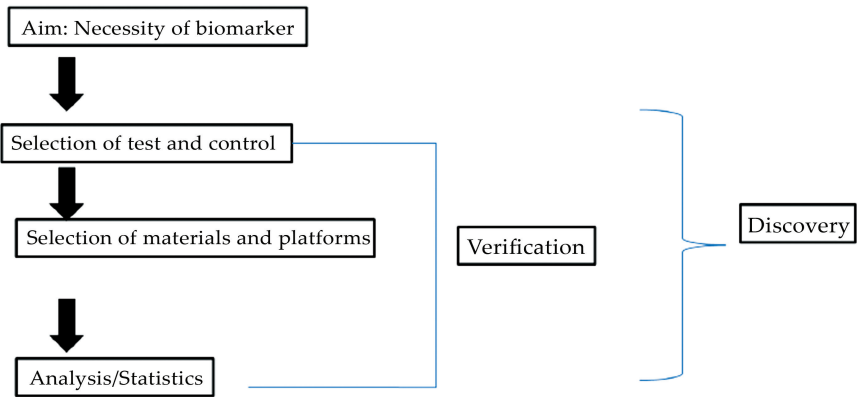 Aim: Necessity of biomarker
Selection of test and control
Selection of materials and platforms
Verification
Discovery
Analysis/Statistics